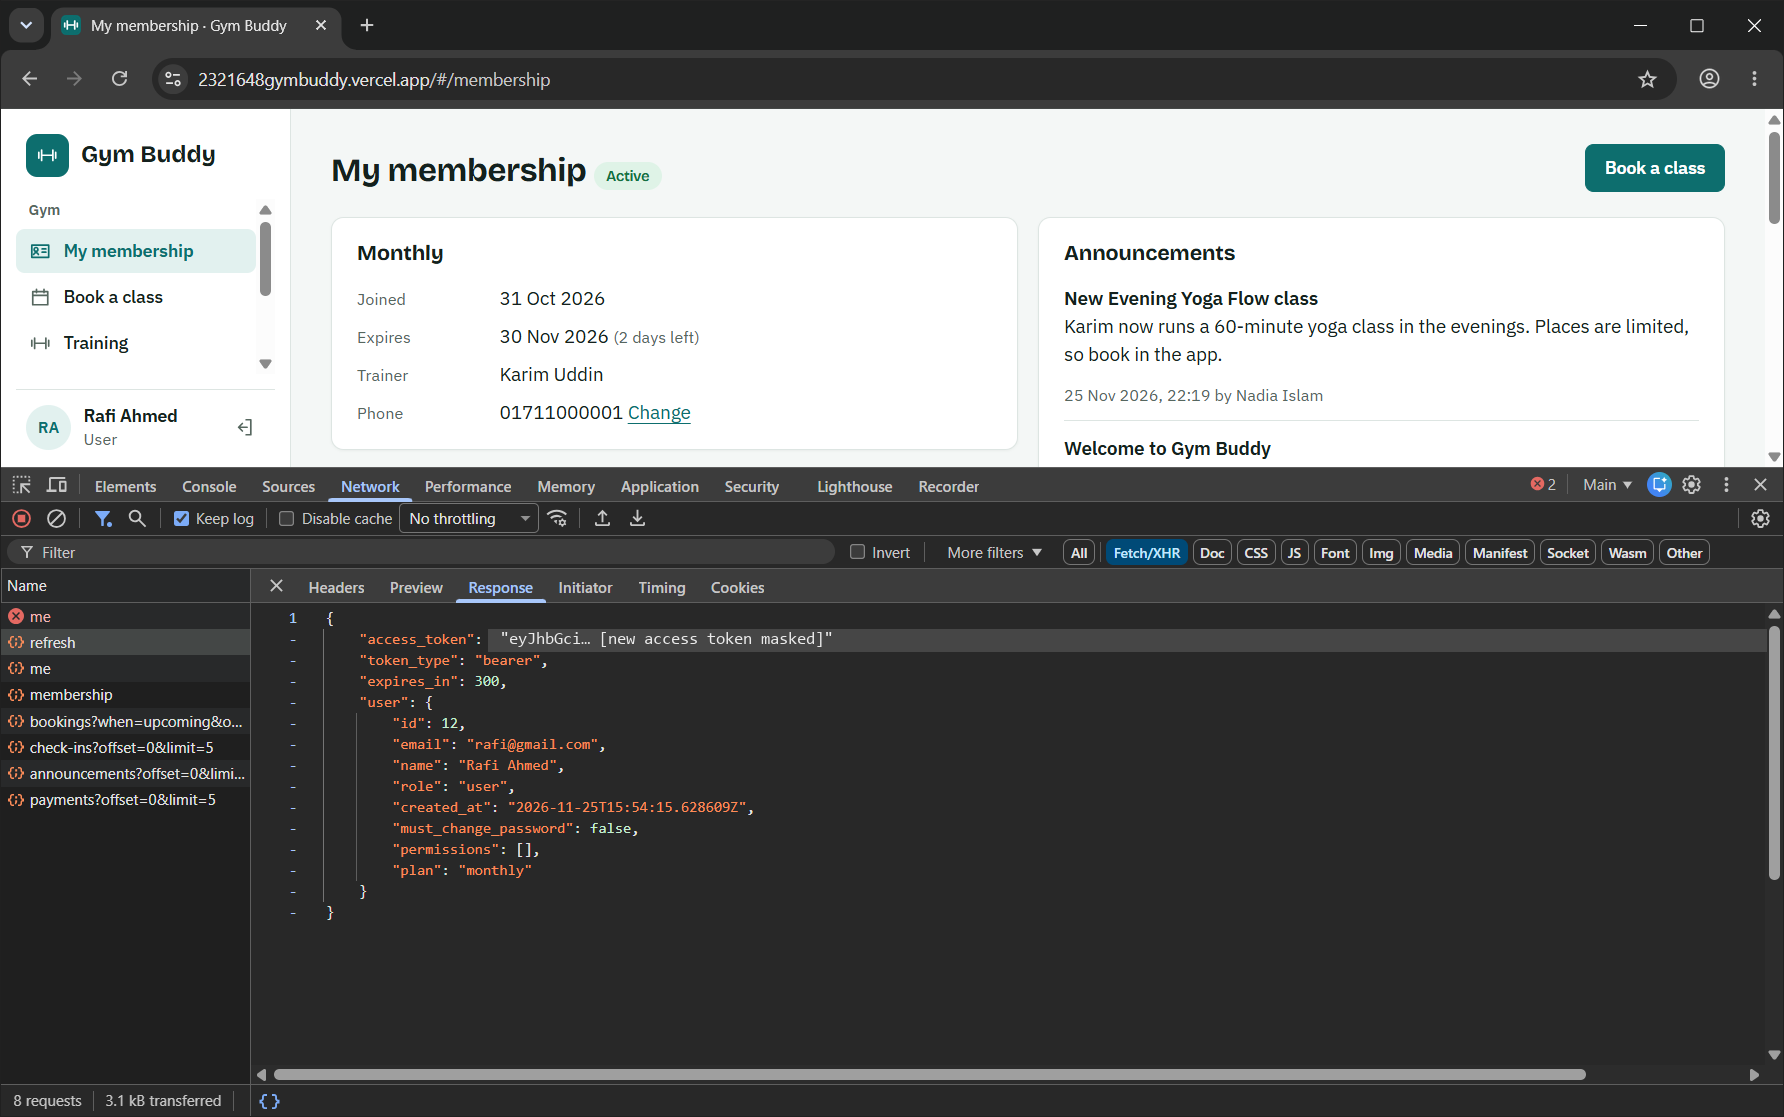 My membership · Gym Buddy
2321648gymbuddy.vercel.app/#/membership
Gym Buddy
Gym
My membership
Book a class
Training
RA
Rafi Ahmed
User
My membership Active
Book a class
Monthly
Joined 31 Oct 2026
Expires 30 Nov 2026 (2 days left)
Trainer Karim Uddin
Phone 01711000001 Change
Announcements
New Evening Yoga Flow class
Karim now runs a 60-minute yoga class in the evenings. Places are limited,
so book in the app.
25 Nov 2026, 22:19 by Nadia Islam
Welcome to Gym Buddy
Elements Console Sources Network Performance Memory Application Security Lighthouse Recorder 2 Main
Keep log Disable cache No throttling
Filter Invert More filters All Fetch/XHR Doc CSS JS Font Img Media Manifest Socket Wasm Other
Name
me
refresh
me
membership
bookings?when=upcoming&o...
check-ins?offset=0&limit=5
announcements?offset=0&limi...
payments?offset=0&limit=5
Headers Preview Response Initiator Timing Cookies
1 {
- "access_token": "eyJhbGci… [new access token masked]"
- "token_type": "bearer",
- "expires_in": 300,
- "user": {
- "id": 12,
- "email": "rafi@gmail.com",
- "name": "Rafi Ahmed",
- "role": "user",
- "created_at": "2026-11-25T15:54:15.628609Z",
- "must_change_password": false,
- "permissions": [],
- "plan": "monthly"
- }
- }
8 requests 3.1 kB transferred {}